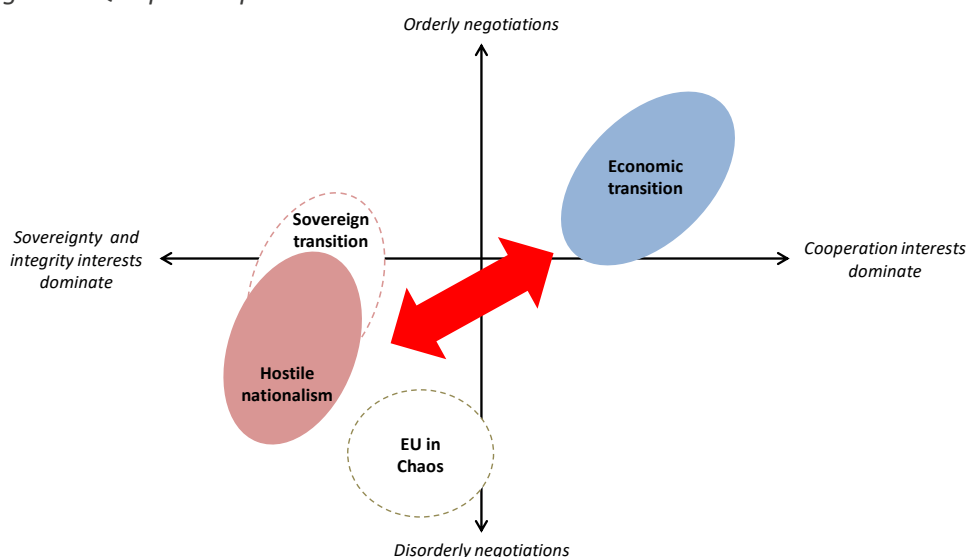 Orderly negotiations
Economic
transition
Sovereign
transition
Sovereignty and
integrity interests
dominate
Cooperation interests
dominate
Hostile
nationalism
EU in
Chaos
Disorderly negotiations